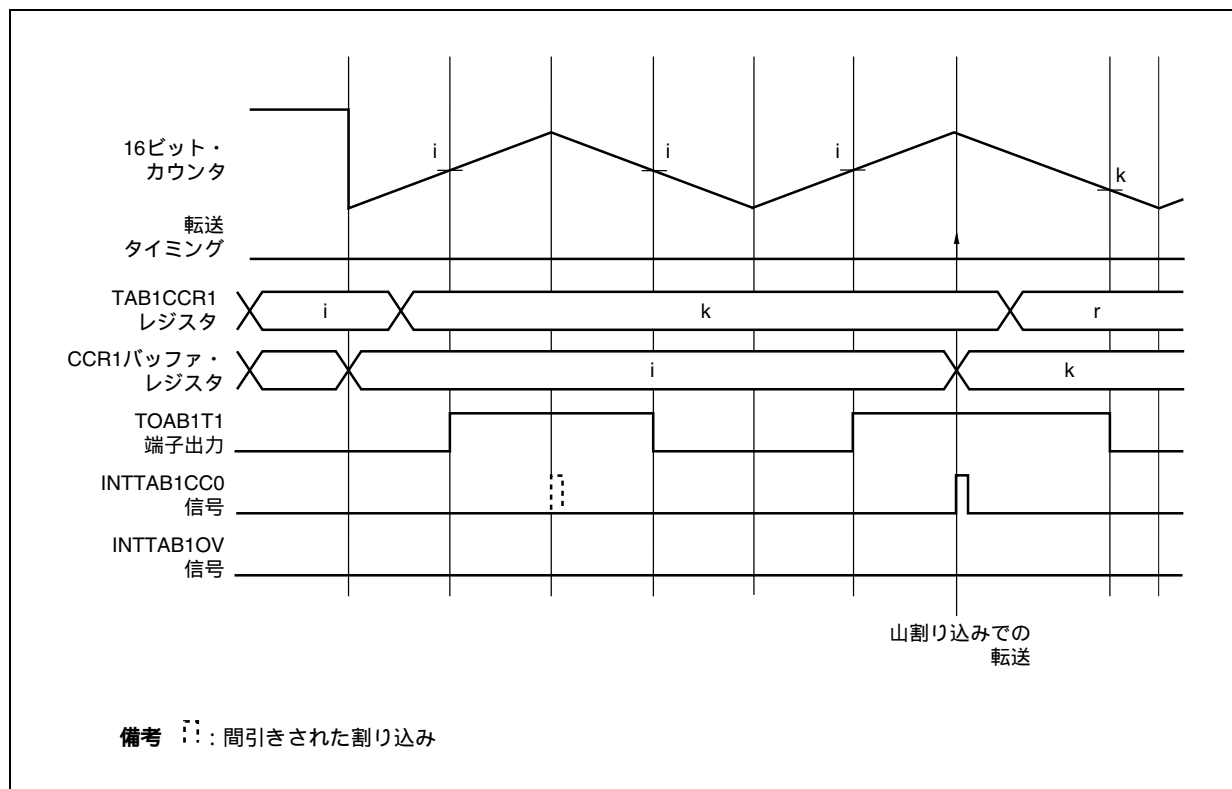 16ビット・
カウンタ
i
i
i
k
転送
タイミング
TAB1CCR1
レジスタ
i
k
r
CCR1バッファ・
レジスタ
i
k
TOAB1T1
端子出力
INTTAB1CC0
信号
INTTAB1OV
信号
山割り込みでの
転送
備考 : 間引きされた割り込み